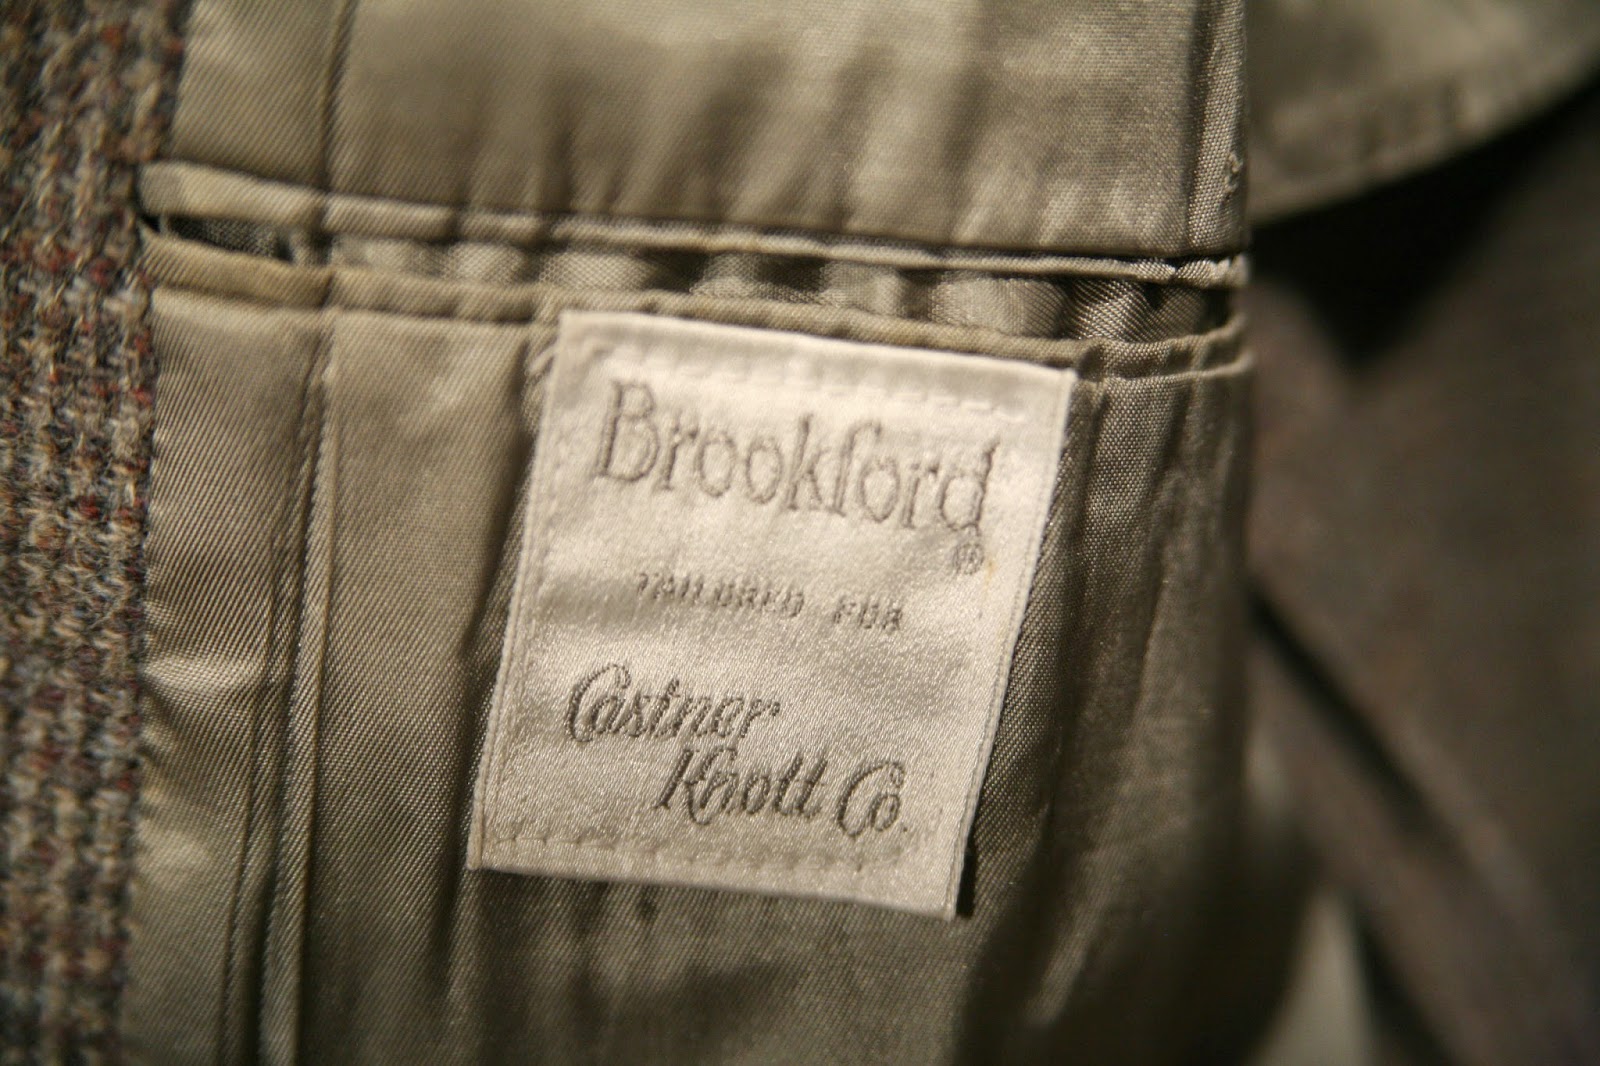 Brookford
®
TAILORED FOR
Castner
Knott Co.